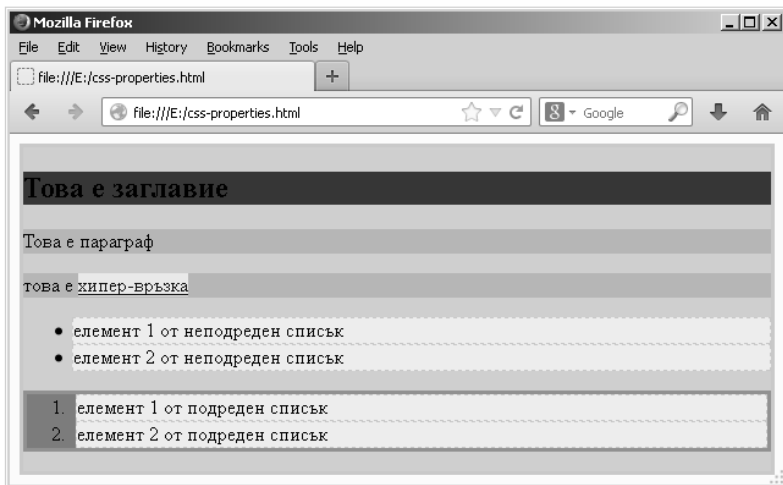 Mozilla Firefox
File Edit View History Bookmarks Tools Help
file:///E:/css-properties.html +
file:///E:/css-properties.html 8 Google
Това е заглавие
Това е параграф
това е хипер-връзка
• елемент 1 от неподреден списък
• елемент 2 от неподреден списък
1. елемент 1 от подреден списък
2. елемент 2 от подреден списък